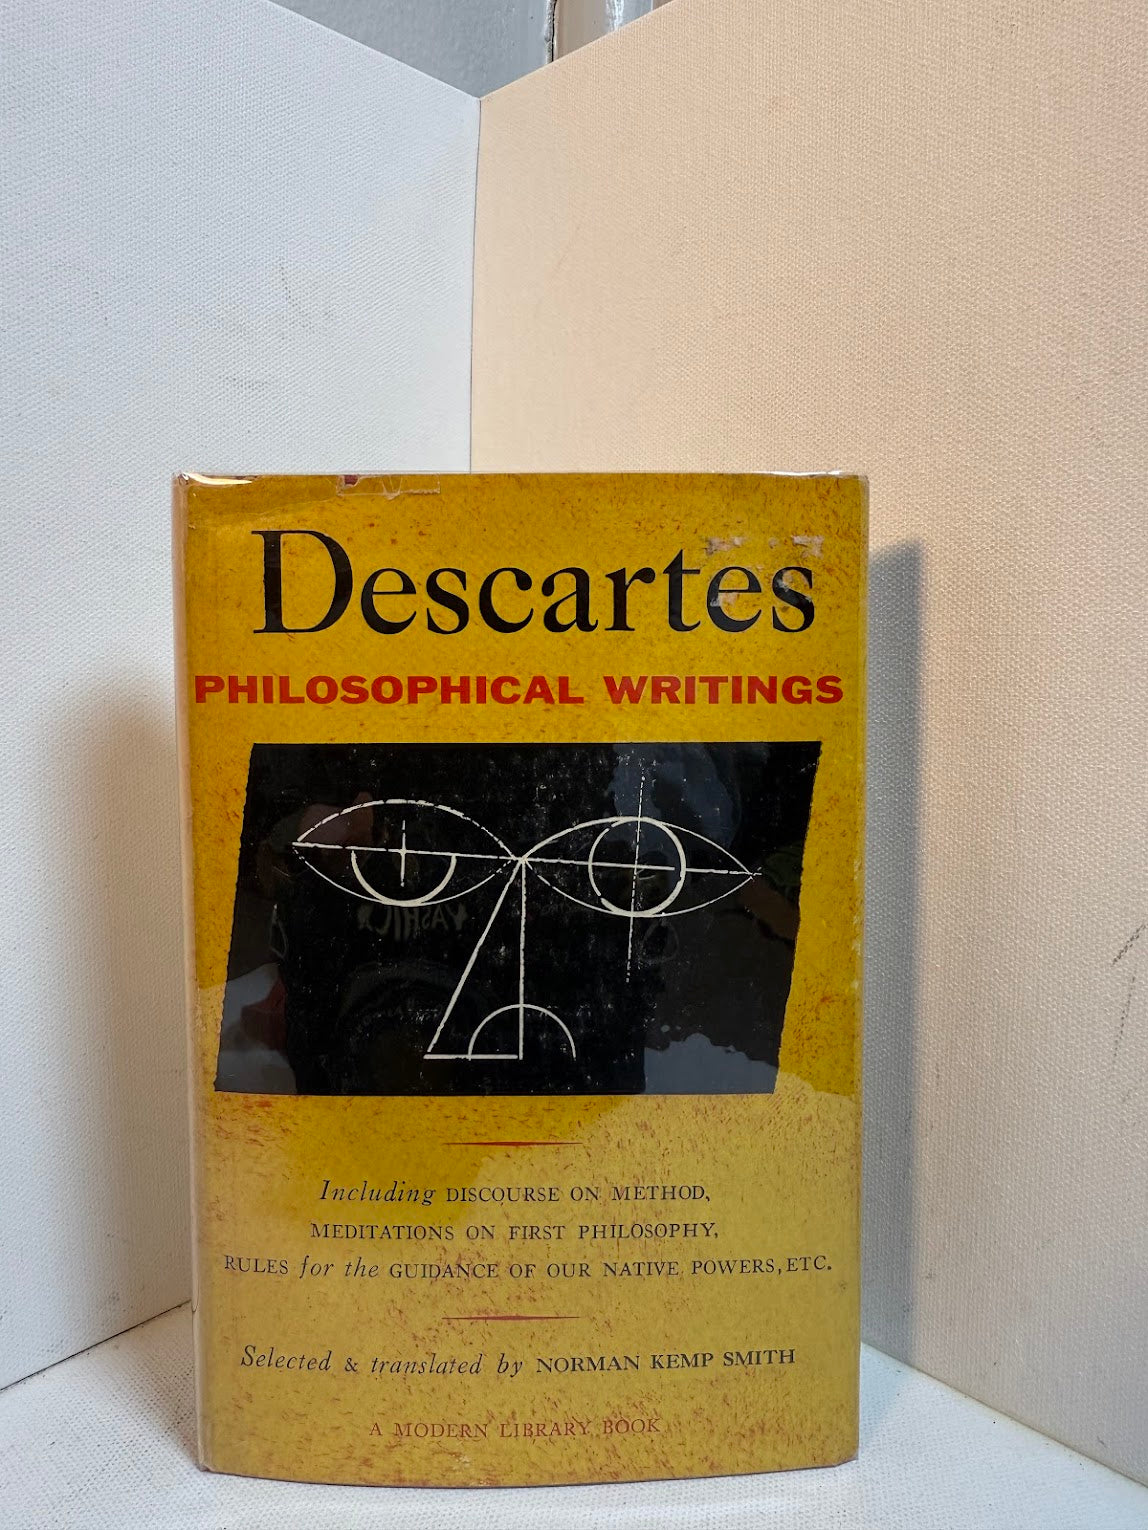 Descartes
PHILOSOPHICAL WRITINGS
Including DISCOURSE ON METHOD,
MEDITATIONS ON FIRST PHILOSOPHY,
RULES for the GUIDANCE OF OUR NATIVE POWERS, ETC.
Selected & translated by NORMAN KEMP SMITH
A MODERN LIBRARY BOOK